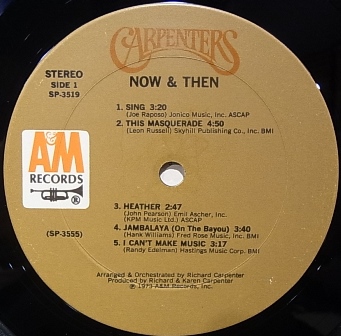 CARPENTERS
NOW & THEN
STEREO
SIDE 1
SP-3519
1. SING 3:20
(Joe Raposo) Jonico Music, Inc. ASCAP
2. THIS MASQUERADE 4:50
(Leon Russell) Skyhill Publishing Co., Inc. BMI
A&M
RECORDS
®
(SP-3555)
3. HEATHER 2:47
(John Pearson) Emil Ascher, Inc.
(KPM Music Ltd.) ASCAP
4. JAMBALAYA (On The Bayou) 3:40
(Hank Williams) Fred Rose Music, Inc. BMI
5. I CAN'T MAKE MUSIC 3:17
(Randy Edelman) Hastings Music Corp. BMI
Arranged & Orchestrated by Richard Carpenter
Produced by Richard & Karen Carpenter
℗ 1973 A&M Records, Inc.